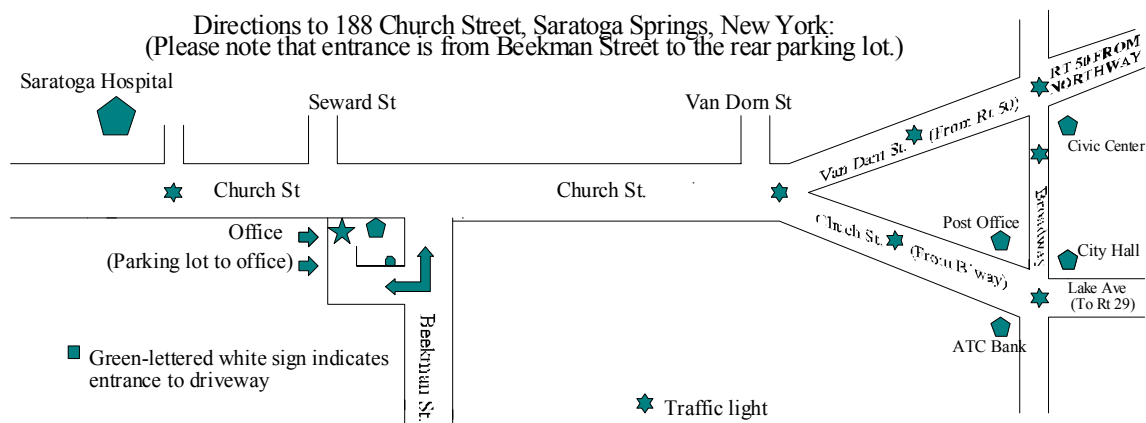 Directions to 188 Church Street, Saratoga Springs, New York:
(Please note that entrance is from Beekman Street to the rear parking lot.)
Saratoga Hospital
Seward St
Van Dorn St
RT 50 FROM
NORTHWAY
Van Dam St. (From Rt. 50)
Civic Center
Church St
Church St.
Broadway
Post Office
Church St. (From B'way)
City Hall
Office
(Parking lot to office)
Lake Ave
(To Rt 29)
ATC Bank
Beekman St.
Green-lettered white sign indicates
entrance to driveway
Traffic light